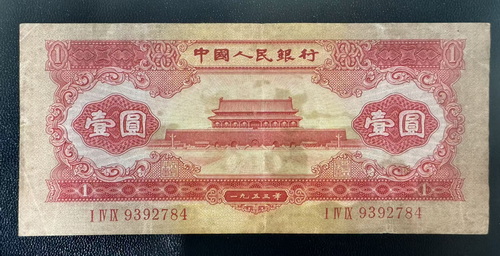 1 中國人民銀行 1
壹圓 壹圓
1 一九五三年 1
I IV IX 9392784 I IV IX 9392784